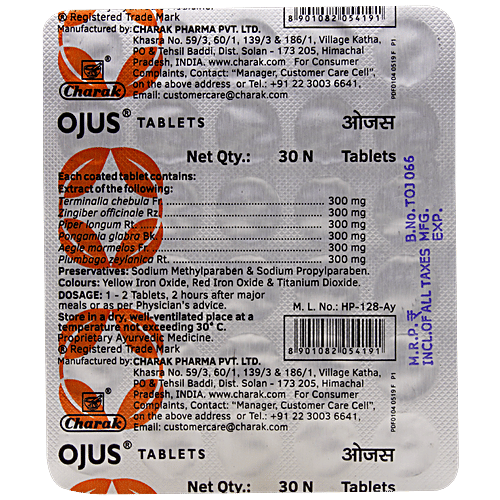 ® Registered Trade Mark
Manufactured by: CHARAK PHARMA PVT. LTD.
Khasra No. 59/3, 60/1, 139/3 & 186/1, Village Katha,
PO & Tehsil Baddi, Dist. Solan - 173 205, Himachal
Pradesh, INDIA. www.charak.com For Consumer
Complaints, Contact: "Manager, Customer Care Cell",
on the above address or Tel.: +91 22 3003 6641,
Email: customercare@charak.com
8 901082 054191
PDF0104 0519 F P1
Charak
OJUS® TABLETS
ओजस
Net Qty.: 30 N Tablets
Each coated tablet contains:
Extract of the following:
Terminalia chebula Fr. 300 mg
Zingiber officinale Rz. 300 mg
Piper longum Rt. 300 mg
Pongamia glabra Bk. 300 mg
Aegle marmelos Fr. 300 mg
Plumbago zeylanica Rt. 300 mg
Preservatives: Sodium Methylparaben & Sodium Propylparaben.
Colours: Yellow Iron Oxide, Red Iron Oxide & Titanium Dioxide.
DOSAGE: 1 - 2 Tablets, 2 hours after major
meals or as per Physician's advice.
Store in a dry, well-ventilated place at a
temperature not exceeding 30° C.
Proprietary Ayurvedic Medicine.
M. L. No.: HP-128-Ay
B.No. TOJ066
MFG.
EXP.
M.R.P. रु
INCL.OF ALL TAXES
® Registered Trade Mark
Manufactured by: CHARAK PHARMA PVT. LTD.
Khasra No. 59/3, 60/1, 139/3 & 186/1, Village Katha,
PO & Tehsil Baddi, Dist. Solan - 173 205, Himachal
Pradesh, INDIA. www.charak.com For Consumer
Complaints, Contact: "Manager, Customer Care Cell",
on the above address or Tel.: +91 22 3003 6641,
Email: customercare@charak.com
8 901082 054191
PDF0104 0519 F P1
Charak
OJUS® TABLETS
ओजस
Net Qty.: 30 N Tablets